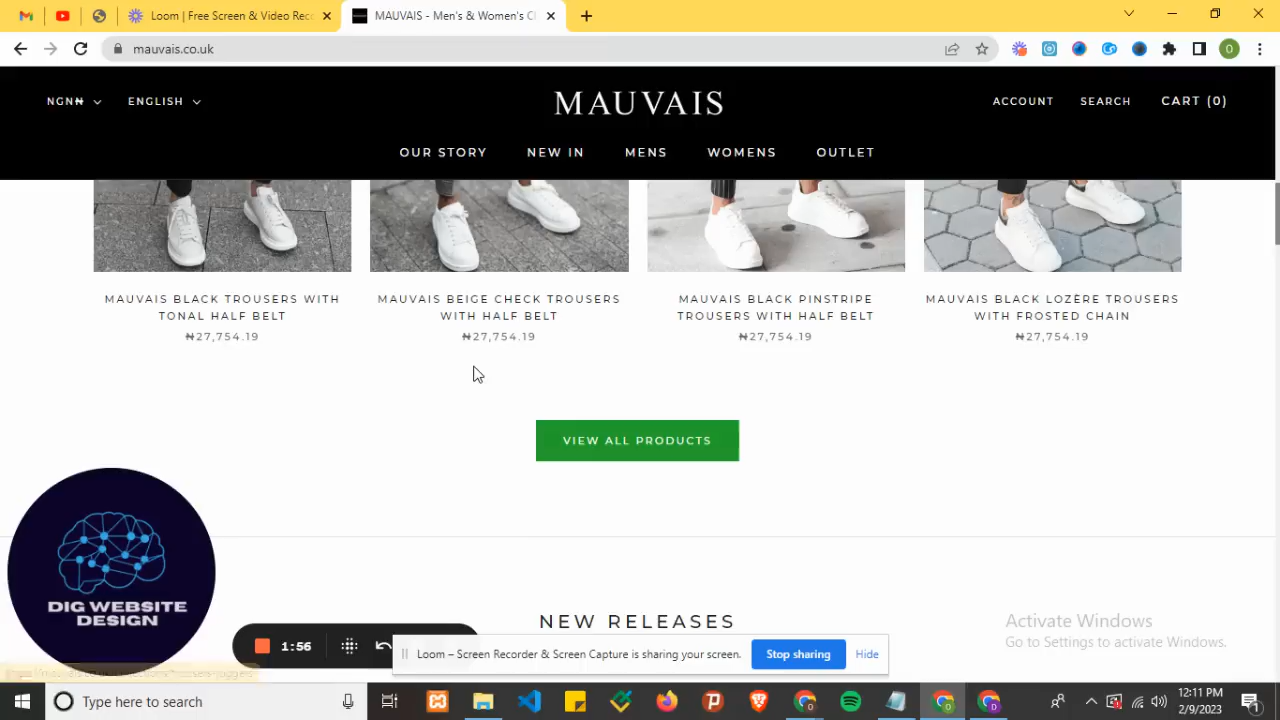 Loom | Free Screen & Video Rec
MAUVAIS - Men's & Women's Cl
mauvais.co.uk
O
NGN₦
ENGLISH
MAUVAIS
ACCOUNT
SEARCH
CART (0)
OUR STORY
NEW IN
MENS
WOMENS
OUTLET
MAUVAIS BLACK TROUSERS WITH
TONAL HALF BELT
₦27,754.19
MAUVAIS BEIGE CHECK TROUSERS
WITH HALF BELT
₦27,754.19
MAUVAIS BLACK PINSTRIPE
TROUSERS WITH HALF BELT
₦27,754.19
MAUVAIS BLACK LOZÈRE TROUSERS
WITH FROSTED CHAIN
₦27,754.19
VIEW ALL PRODUCTS
DIG WEBSITE
DESIGN
NEW RELEASES
Activate Windows
Go to Settings to activate Windows.
1:56
Loom – Screen Recorder & Screen Capture is sharing your screen.
Stop sharing
Hide
Type here to search
12:11 PM
2/9/2023